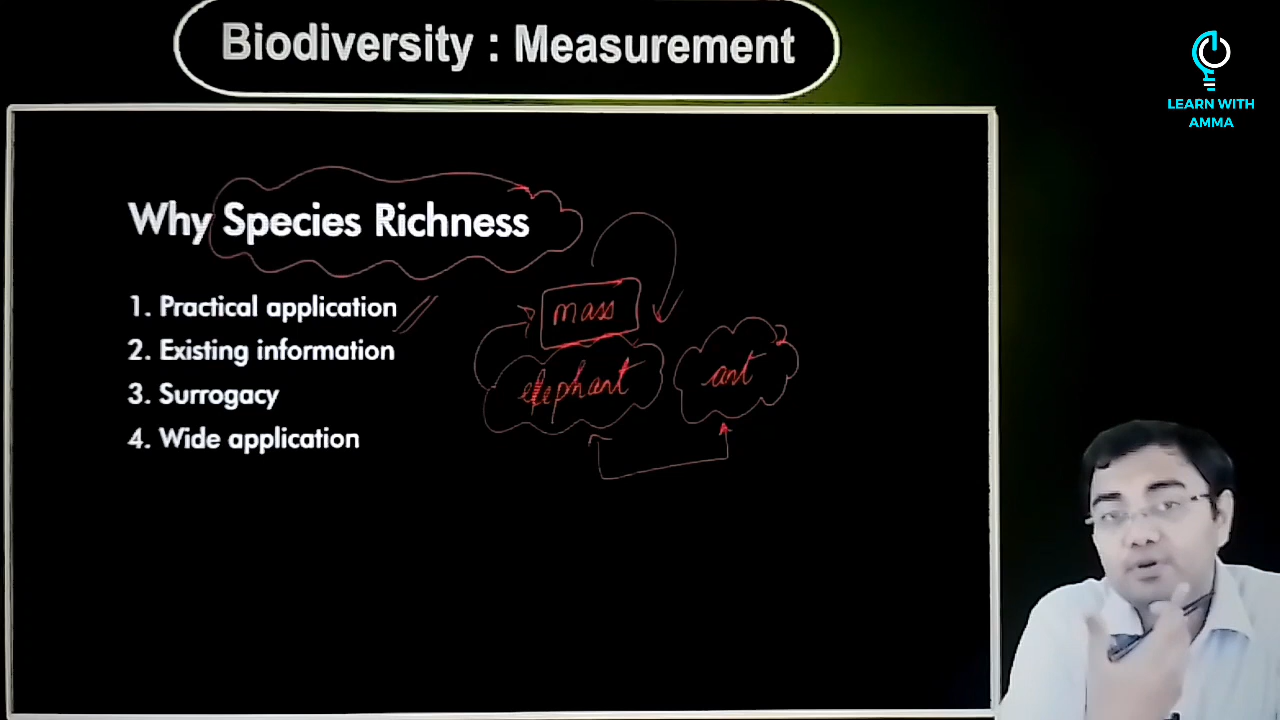 Biodiversity : Measurement
LEARN WITH
AMMA
Why Species Richness
1. Practical application
2. Existing information
3. Surrogacy
4. Wide application
mass
elephant
ant